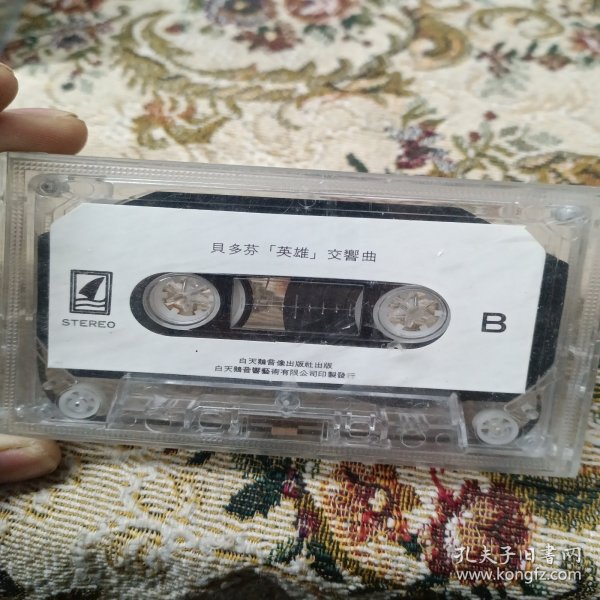 貝多芬「英雄」交響曲
STEREO
B
白天鵝音像出版社出版
白天鵝音響藝術有限公司印製發行
孔夫子旧書网
www.kongfz.com